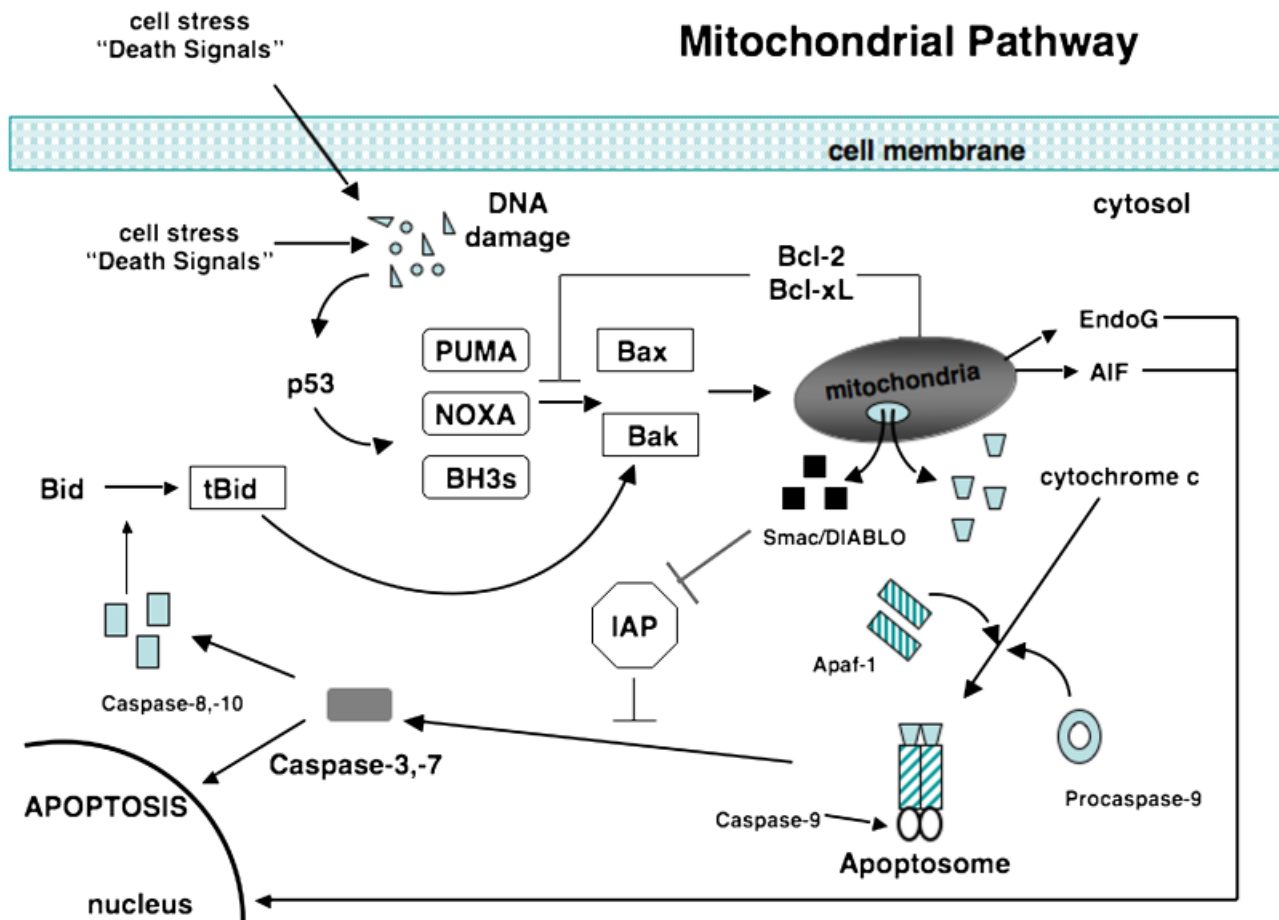 cell stress
“Death Signals”
Mitochondrial Pathway
cell membrane
DNA
damage
cytosol
cell stress
“Death Signals”
Bcl-2
Bcl-xL
EndoG
PUMA
Bax
mitochondria
AIF
p53
NOXA
Bak
BH3s
Bid
tBid
cytochrome c
Smac/DIABLO
IAP
Apaf-1
Caspase-8,-10
Caspase-3,-7
APOPTOSIS
Procaspase-9
Caspase-9
Apoptosome
nucleus